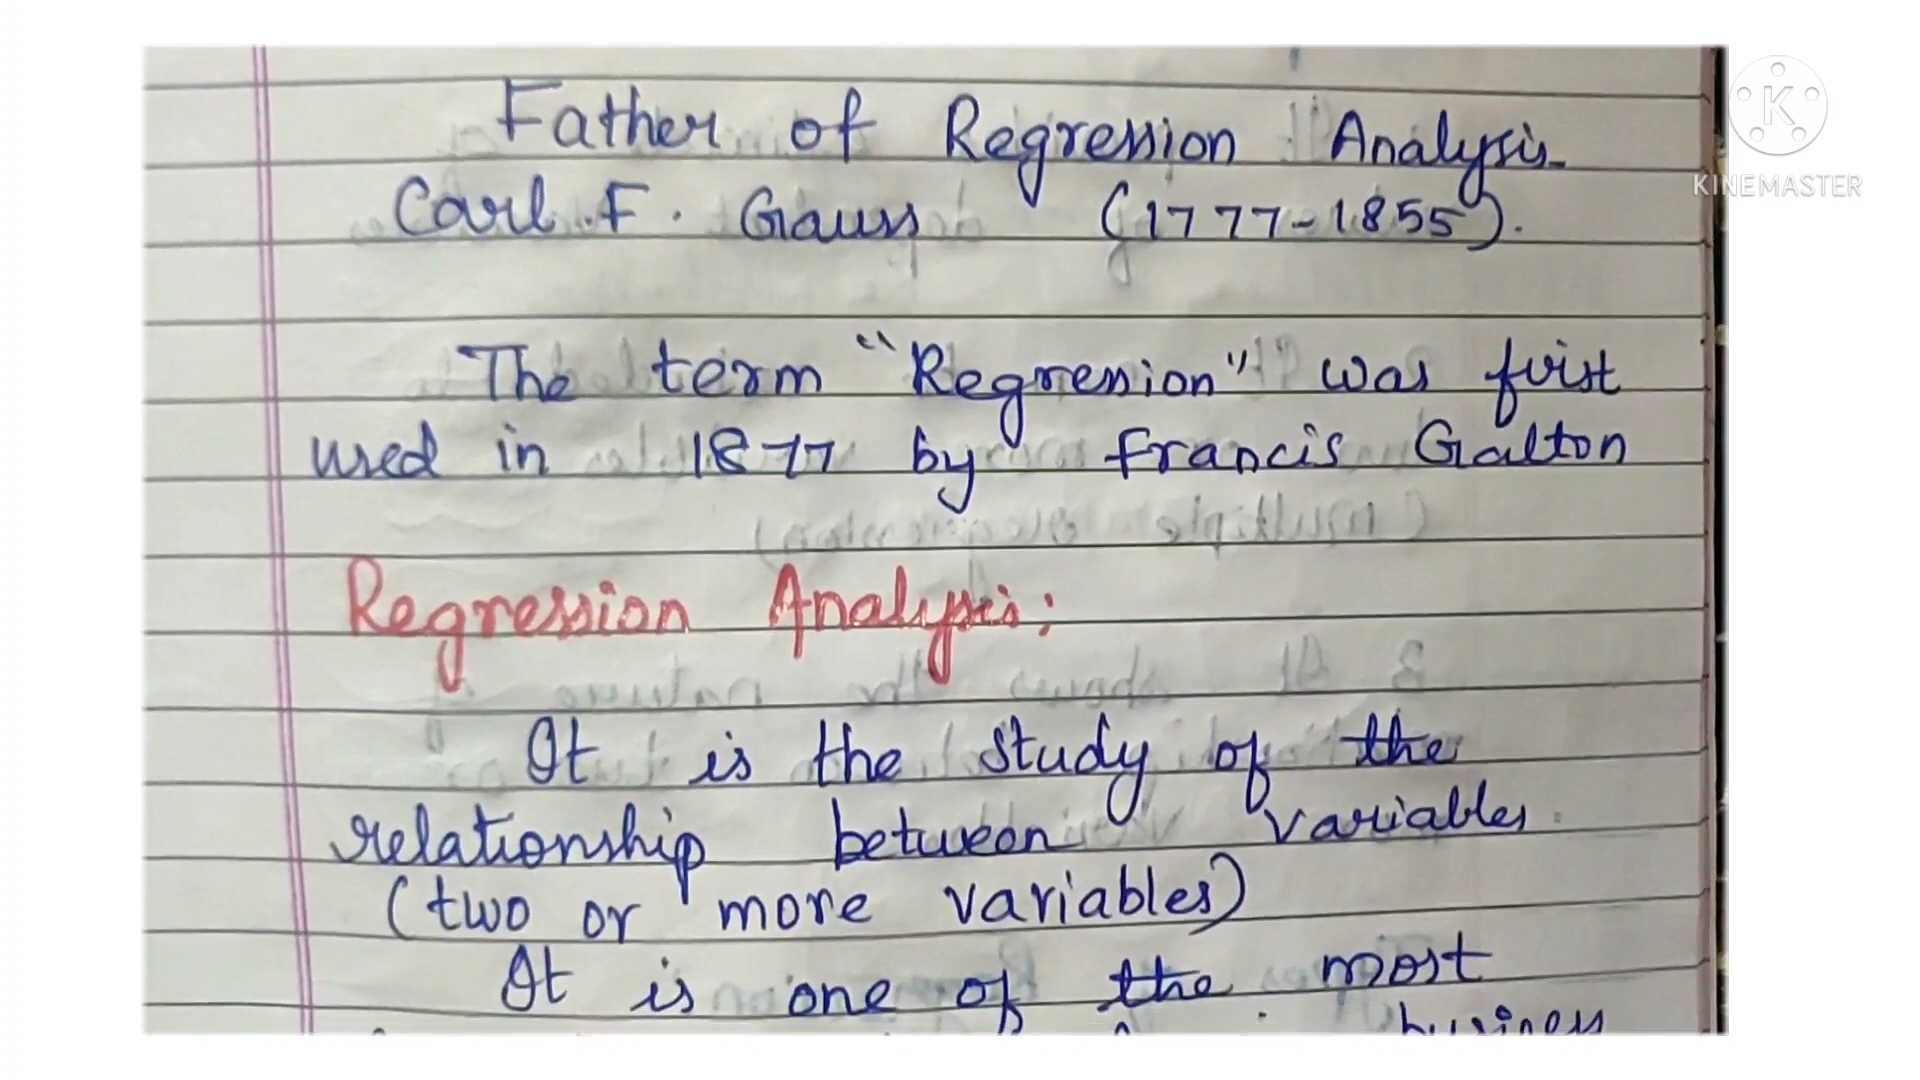 Father of Regression Analysis
Carl. F. Gauss (1777-1855).
The term "Regression" was first
used in 1877 by Francis Galton
Regression Analysis:
It is the study of the
relationship between variables
(two or more variables)
It is one of the most
business
K
KINEMASTER